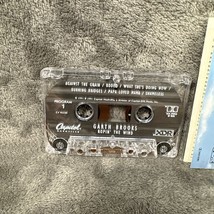 AGAINST THE GRAIN / RODEO / WHAT SHE'S DOING NOW /
BURNING BRIDGES / PAPA LOVED MAMA / SHAMELESS
PROGRAM
1
Capitol
GARTH BROOKS
ROPIN' THE WIND
XDR